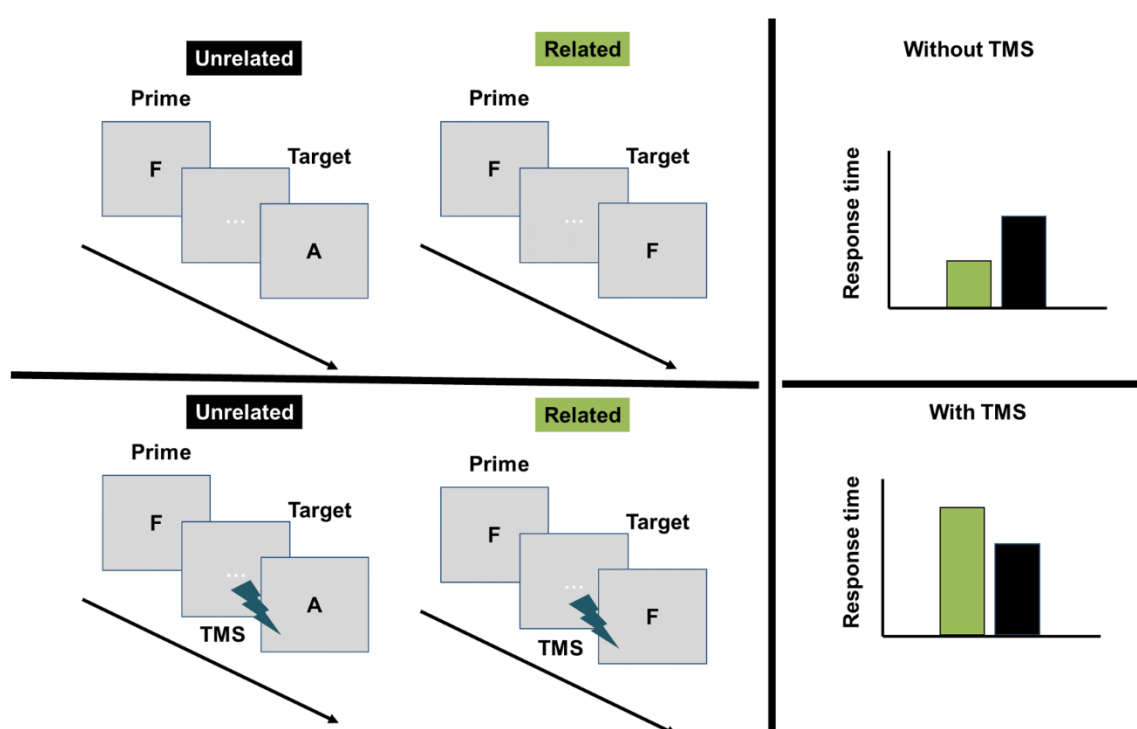 Unrelated
Related
Prime
Prime
F
F
Target
Target
...
...
A
F
Without TMS
Response time
Unrelated
Related
Prime
Prime
F
F
Target
Target
...
...
A
F
TMS
TMS
With TMS
Response time